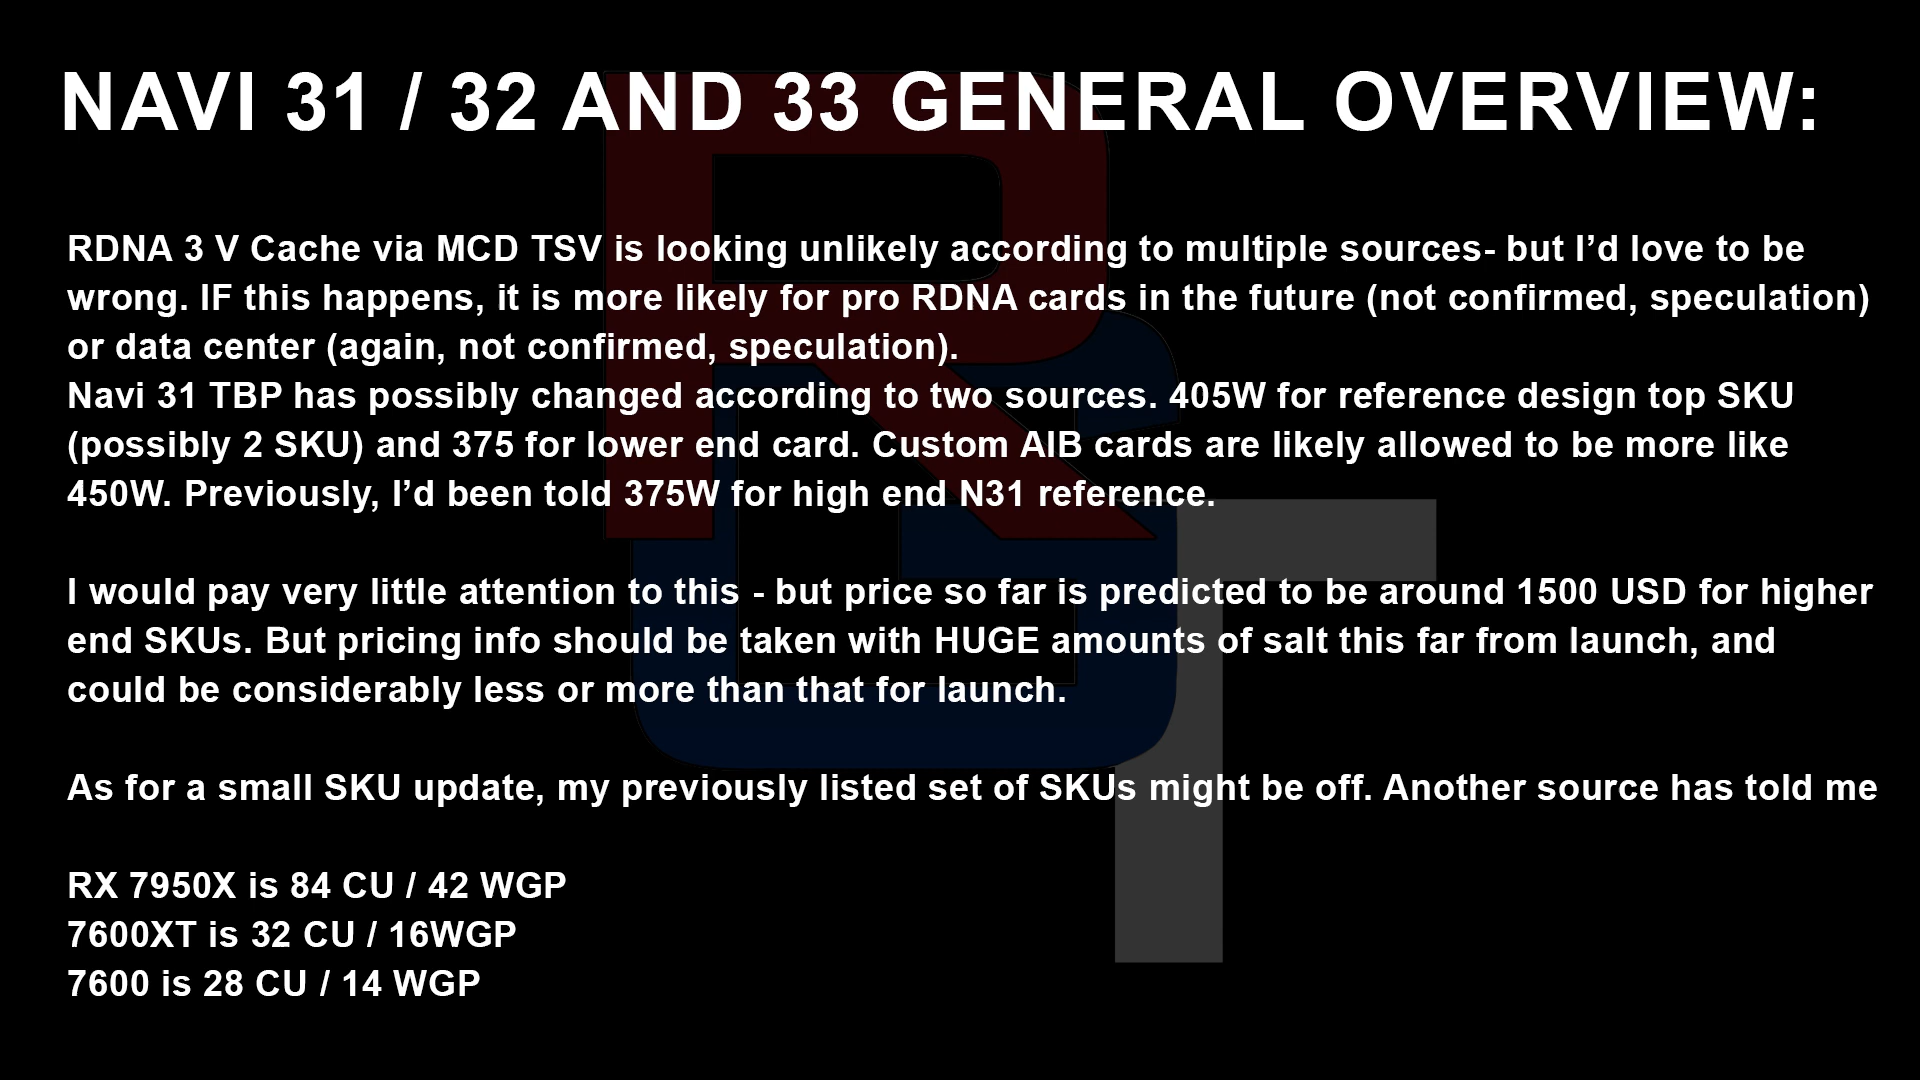 NAVI 31 / 32 AND 33 GENERAL OVERVIEW:
RDNA 3 V Cache via MCD TSV is looking unlikely according to multiple sources- but I’d love to be
wrong. IF this happens, it is more likely for pro RDNA cards in the future (not confirmed, speculation)
or data center (again, not confirmed, speculation).
Navi 31 TBP has possibly changed according to two sources. 405W for reference design top SKU
(possibly 2 SKU) and 375 for lower end card. Custom AIB cards are likely allowed to be more like
450W. Previously, I’d been told 375W for high end N31 reference.
I would pay very little attention to this - but price so far is predicted to be around 1500 USD for higher
end SKUs. But pricing info should be taken with HUGE amounts of salt this far from launch, and
could be considerably less or more than that for launch.
As for a small SKU update, my previously listed set of SKUs might be off. Another source has told me
RX 7950X is 84 CU / 42 WGP
7600XT is 32 CU / 16WGP
7600 is 28 CU / 14 WGP
RGT